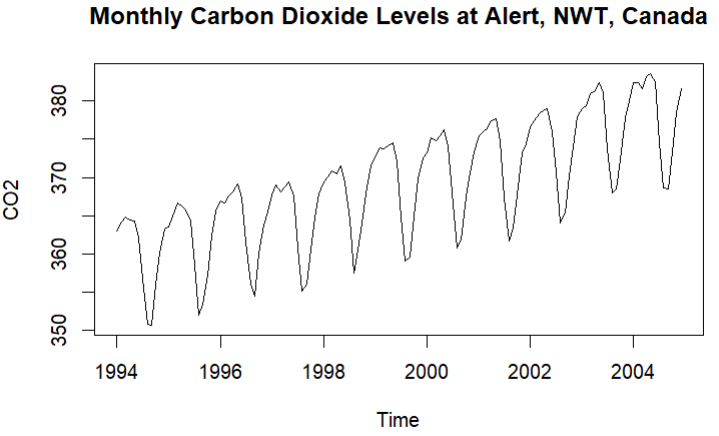 Monthly Carbon Dioxide Levels at Alert, NWT, Canada
CO2
380
370
360
350
1994 1996 1998 2000 2002 2004
Time